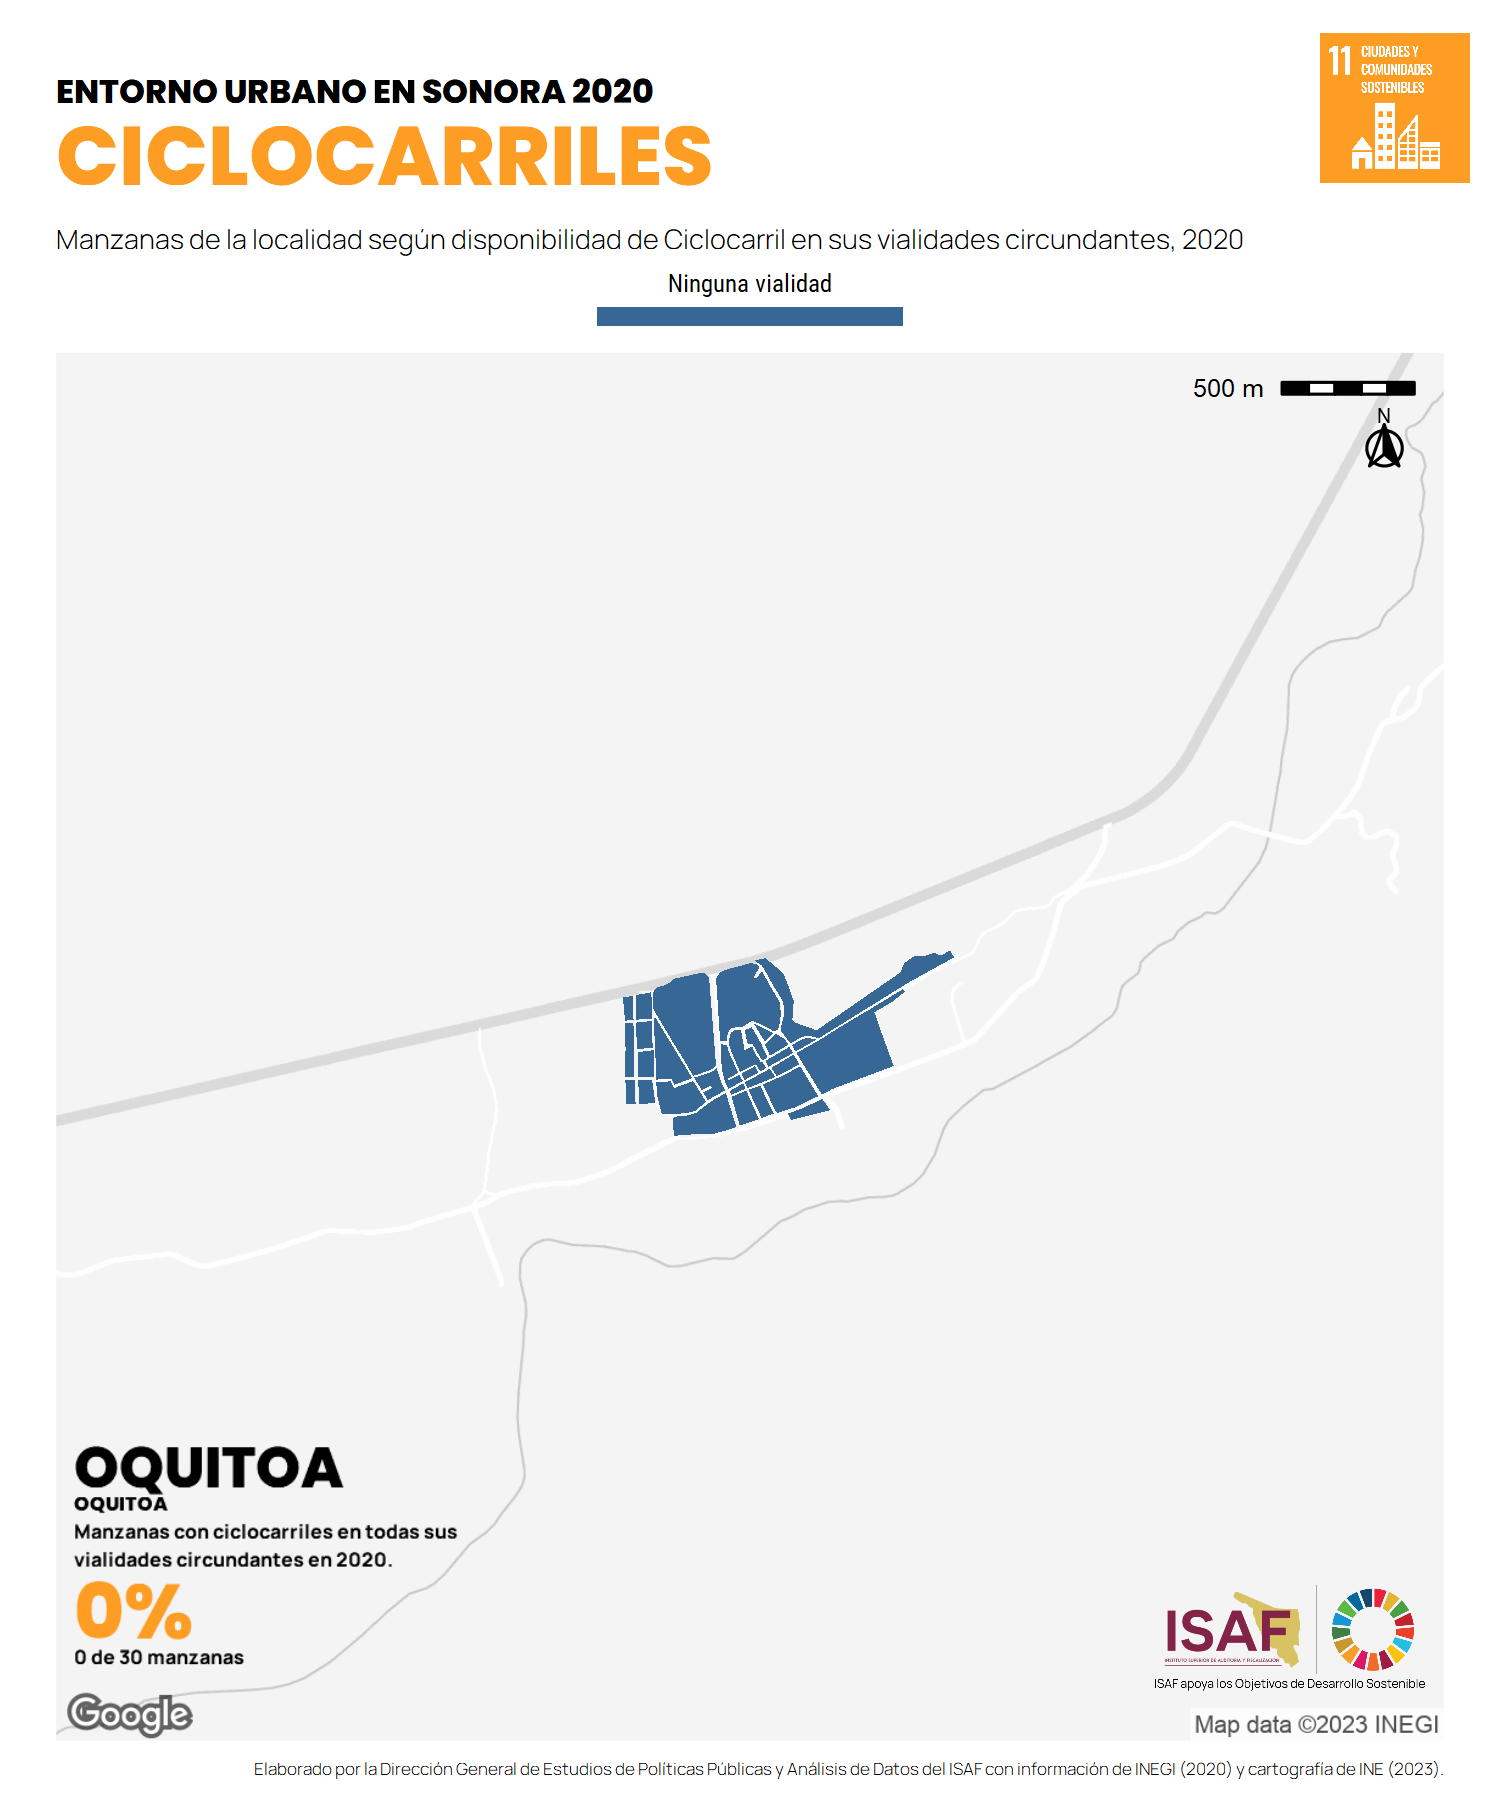 ENTORNO URBANO EN SONORA 2020
CICLOCARRILES
11 CIUDADES Y
COMUNIDADES
SOSTENIBLES
Manzanas de la localidad según disponibilidad de Ciclocarril en sus vialidades circundantes, 2020
Ninguna vialidad
500 m
N
OQUITOA
OQUITOA
Manzanas con ciclocarriles en todas sus
vialidades circundantes en 2020.
0%
0 de 30 manzanas
Google
ISAF
INSTITUTO SUPERIOR DE AUDITORÍA Y FISCALIZACIÓN
ISAF apoya los Objetivos de Desarrollo Sostenible
Map data ©2023 INEGI
Elaborado por la Dirección General de Estudios de Políticas Públicas y Análisis de Datos del ISAF con información de INEGI (2020) y cartografía de INE (2023).